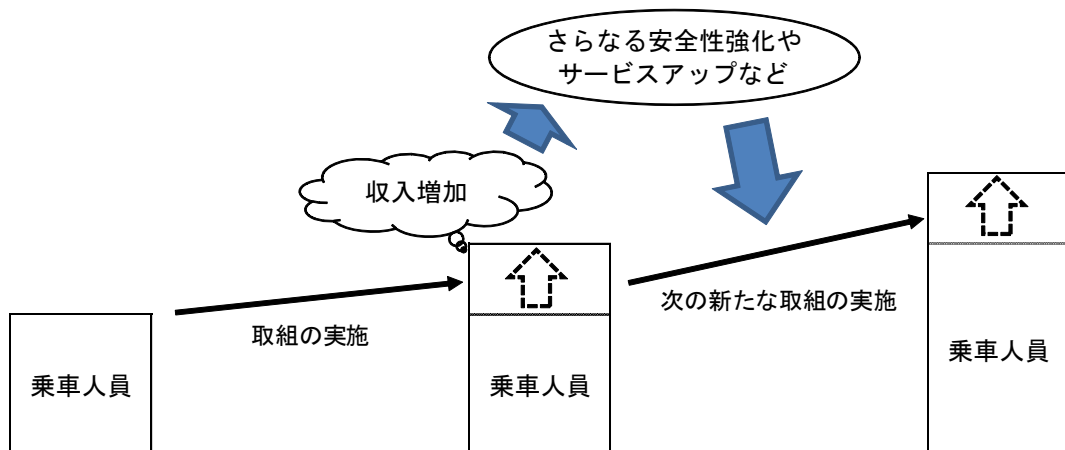 さらなる安全性強化や
サービスアップなど
収入増加
取組の実施
次の新たな取組の実施
乗車人員
乗車人員
乗車人員